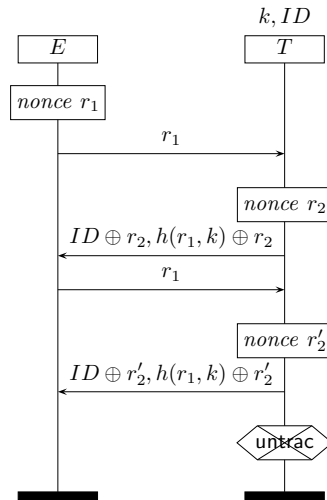 k, ID
E T
nonce r₁
r₁
nonce r₂
ID ⊕ r₂, h(r₁, k) ⊕ r₂
r₁
nonce r₂′
ID ⊕ r₂′, h(r₁, k) ⊕ r₂′
untrac